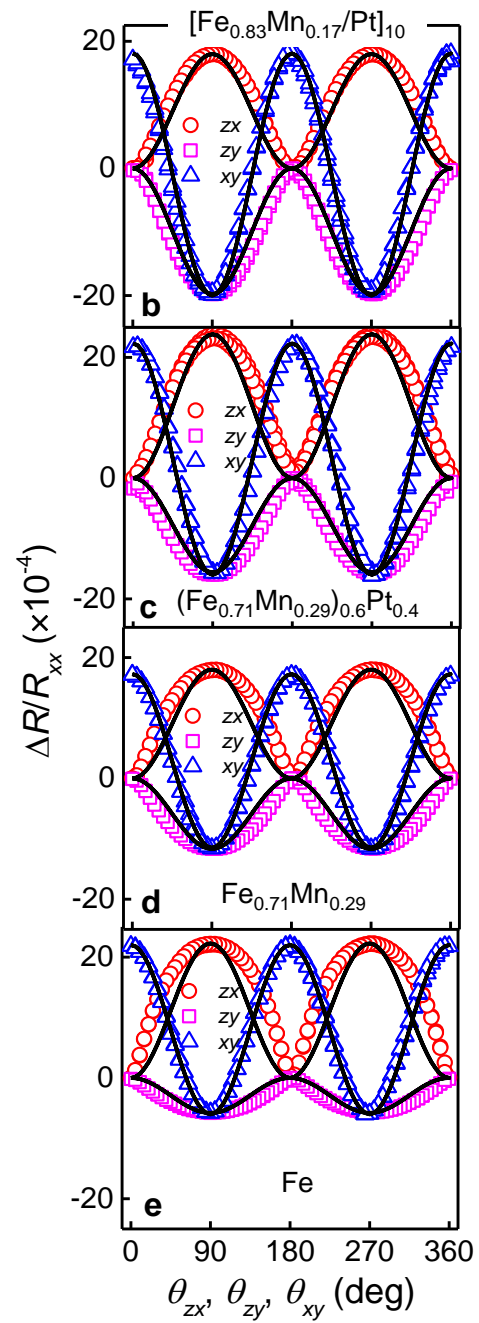 [Fe0.83Mn0.17/Pt]10
20
0
-20
zx
zy
xy
b
20
0
-20
zx
zy
xy
c
(Fe0.71Mn0.29)0.6Pt0.4
20
0
-20
zx
zy
xy
d
Fe0.71Mn0.29
20
0
-20
zx
zy
xy
e
Fe
ΔR/Rxx (×10-4)
0 90 180 270 360
θzx, θzy, θxy (deg)